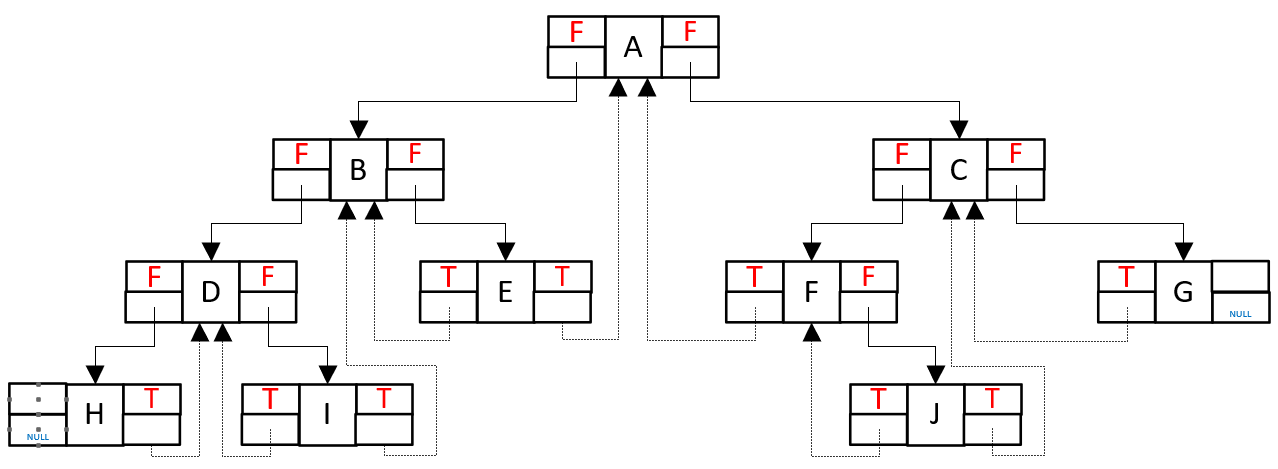 F A F
F B F
F C F
F D F
T E T
T F F
T G
NULL
H T
NULL
T I T
T J T